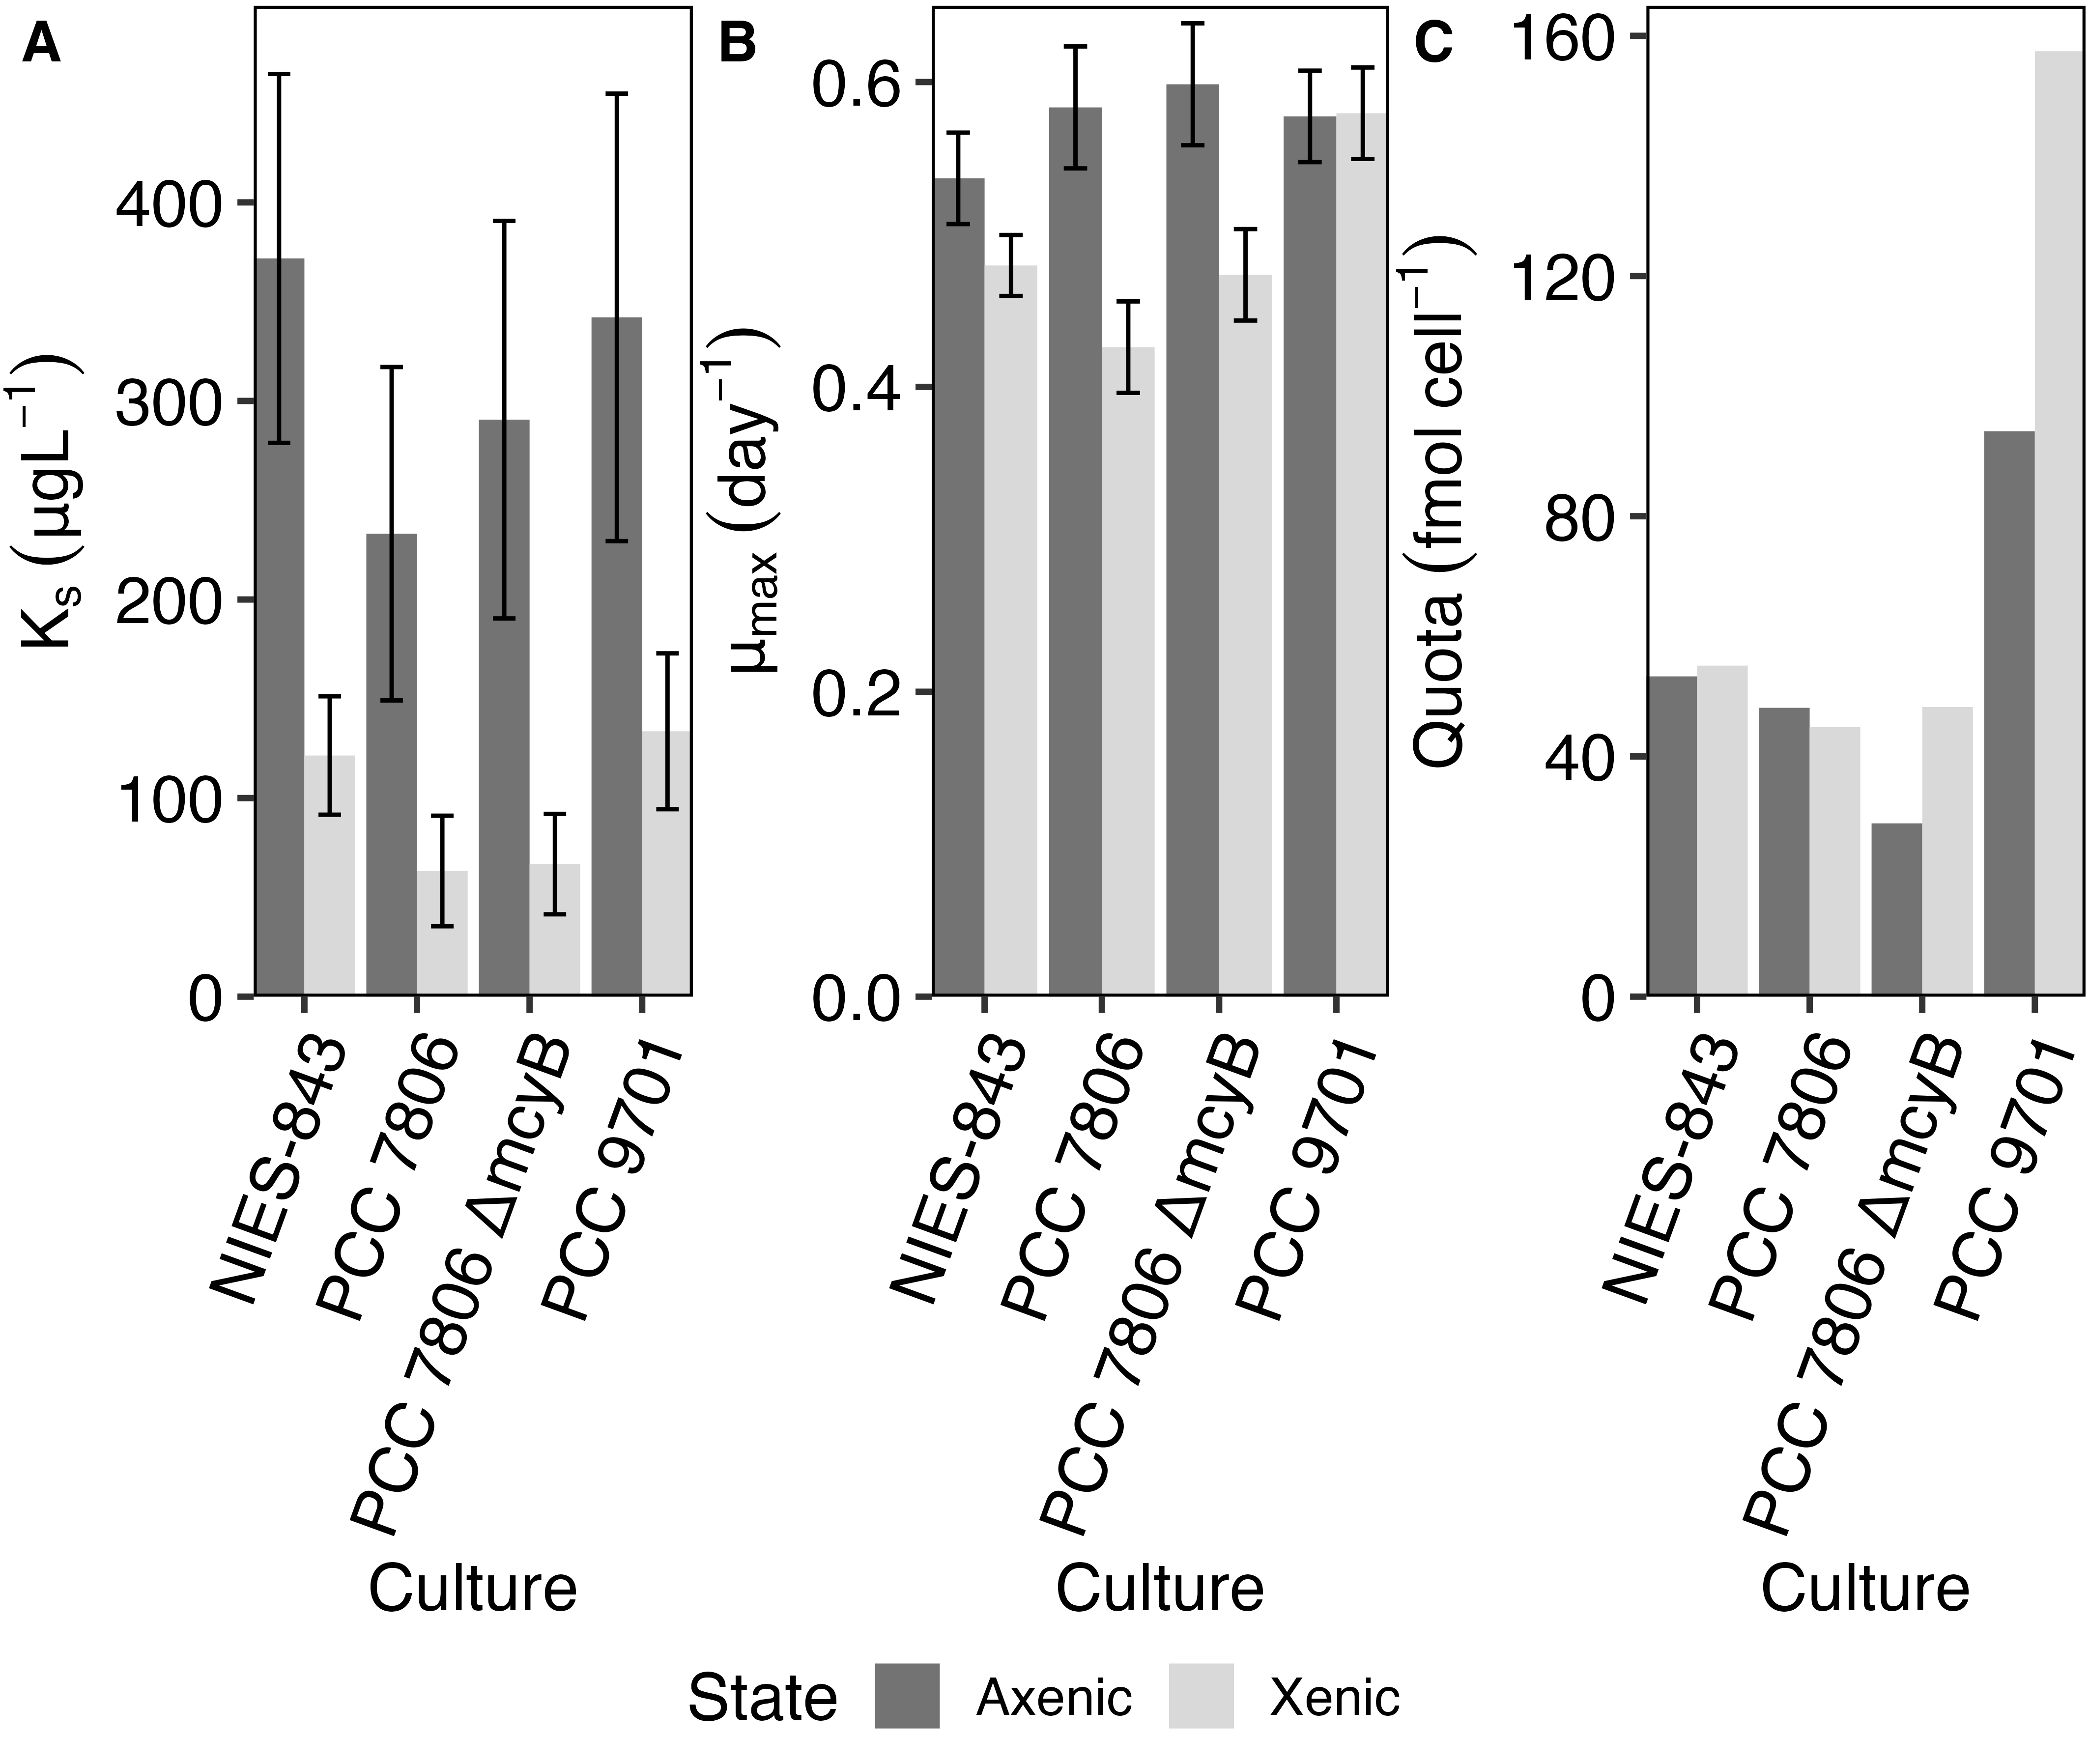 A
Ks (µgL−1)
400
300
200
100
0
NIES-843
PCC 7806
PCC 7806 ΔmcyB
PCC 9701
Culture
B
µmax (day−1)
0.6
0.4
0.2
0.0
NIES-843
PCC 7806
PCC 7806 ΔmcyB
PCC 9701
Culture
C
Quota (fmol cell−1)
160
120
80
40
0
NIES-843
PCC 7806
PCC 7806 ΔmcyB
PCC 9701
Culture
State Axenic Xenic